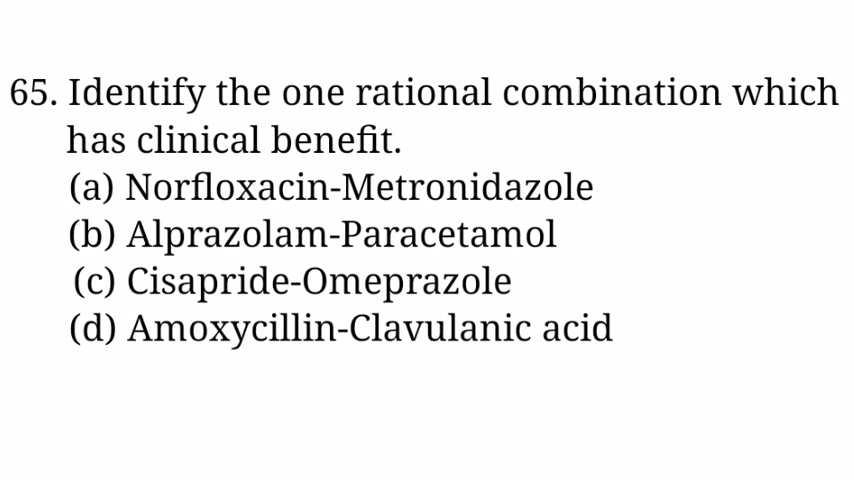 65. Identify the one rational combination which
has clinical benefit.
(a) Norfloxacin-Metronidazole
(b) Alprazolam-Paracetamol
(c) Cisapride-Omeprazole
(d) Amoxycillin-Clavulanic acid